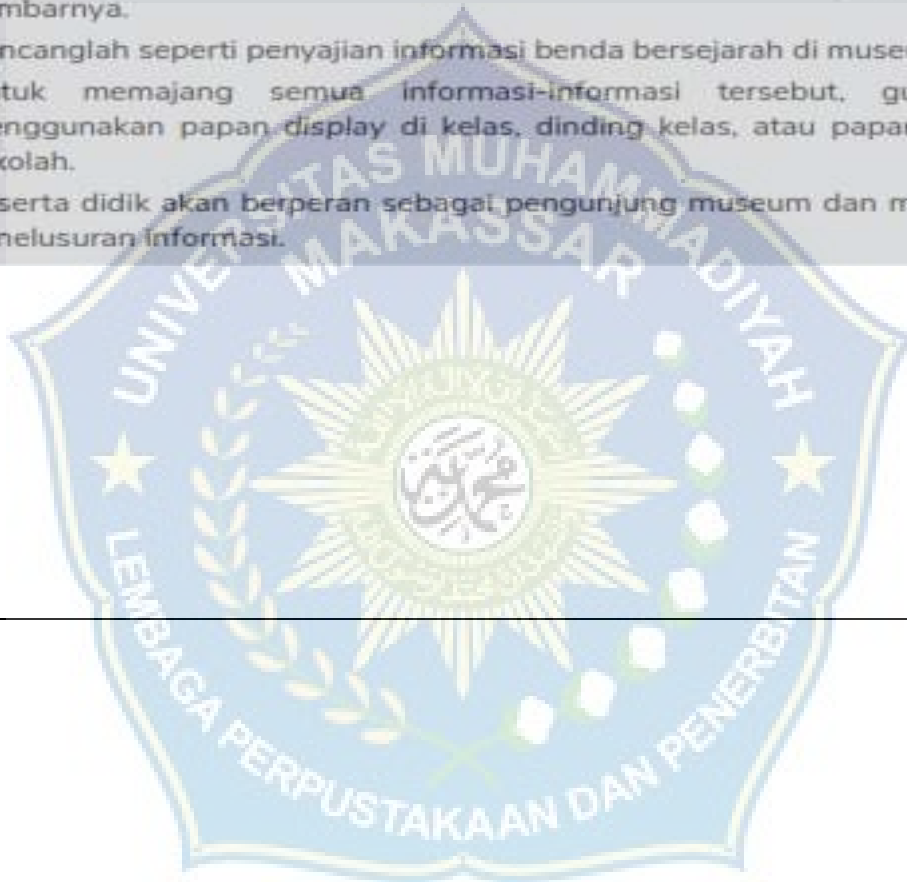 mbarnya.
ncanglah seperti penyajian informasi benda bersejarah di museu
tuk memajang semua informasi-informasi tersebut, gu
enggunakan papan display di kelas, dinding kelas, atau papan
kolah.
serta didik akan berperan sebagai pengunjung museum dan m
nelusuran informasi.
UNIVERSITAS MUHAMMADIYAH
MAKASSAR
LEMBAGA PERPUSTAKAAN DAN PENERBITAN